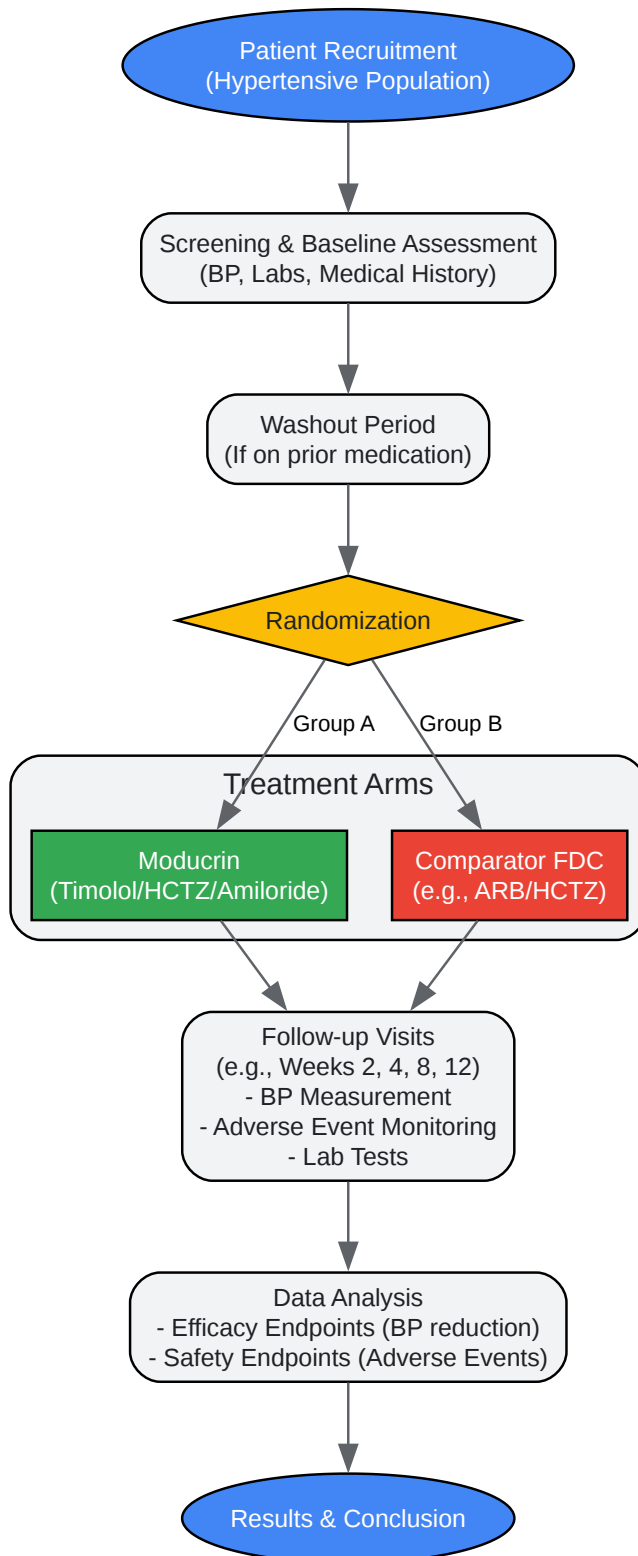 Patient Recruitment
(Hypertensive Population)
Screening & Baseline Assessment
(BP, Labs, Medical History)
Washout Period
(If on prior medication)
Randomization
Group A
Group B
Treatment Arms
Moducrin
(Timolol/HCTZ/Amiloride)
Comparator FDC
(e.g., ARB/HCTZ)
Follow-up Visits
(e.g., Weeks 2, 4, 8, 12)
- BP Measurement
- Adverse Event Monitoring
- Lab Tests
Data Analysis
- Efficacy Endpoints (BP reduction)
- Safety Endpoints (Adverse Events)
Results & Conclusion